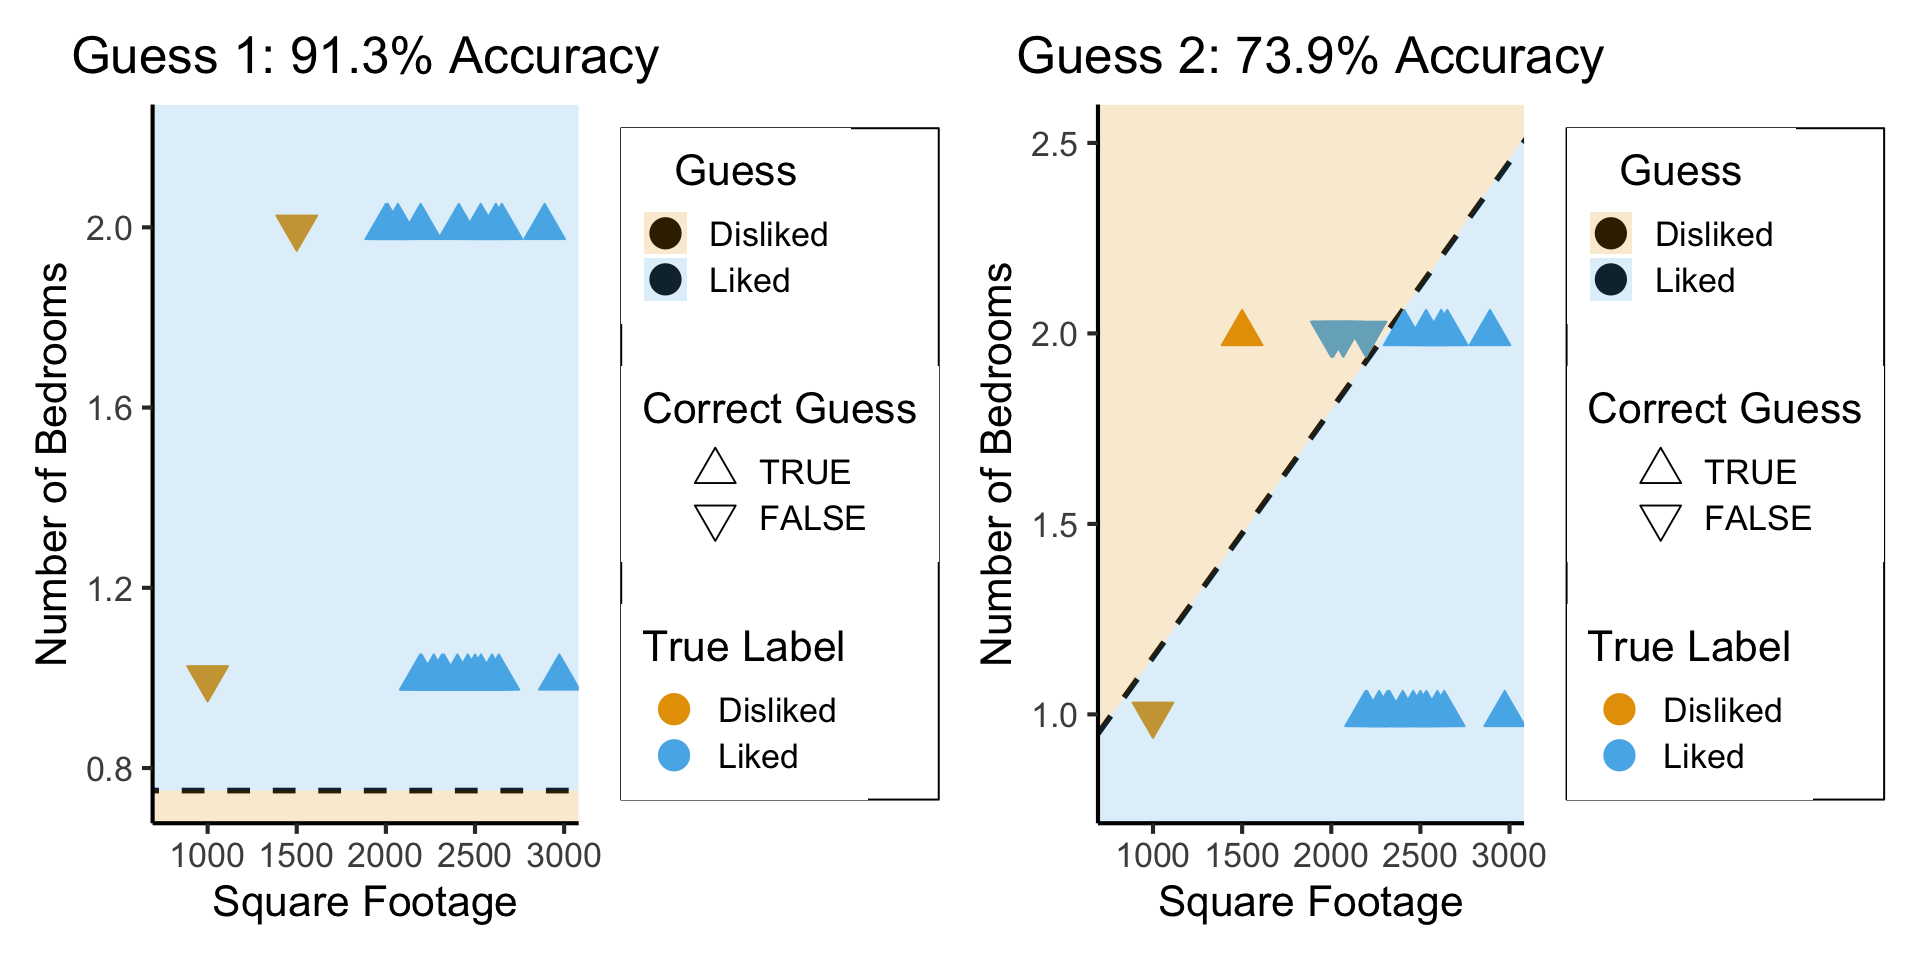 Guess 1: 91.3% Accuracy
Number of Bedrooms
2.0
1.6
1.2
0.8
1000 1500 2000 2500 3000
Square Footage
Guess
Disliked
Liked
Correct Guess
TRUE
FALSE
True Label
Disliked
Liked
Guess 2: 73.9% Accuracy
Number of Bedrooms
2.5
2.0
1.5
1.0
1000 1500 2000 2500 3000
Square Footage
Guess
Disliked
Liked
Correct Guess
TRUE
FALSE
True Label
Disliked
Liked